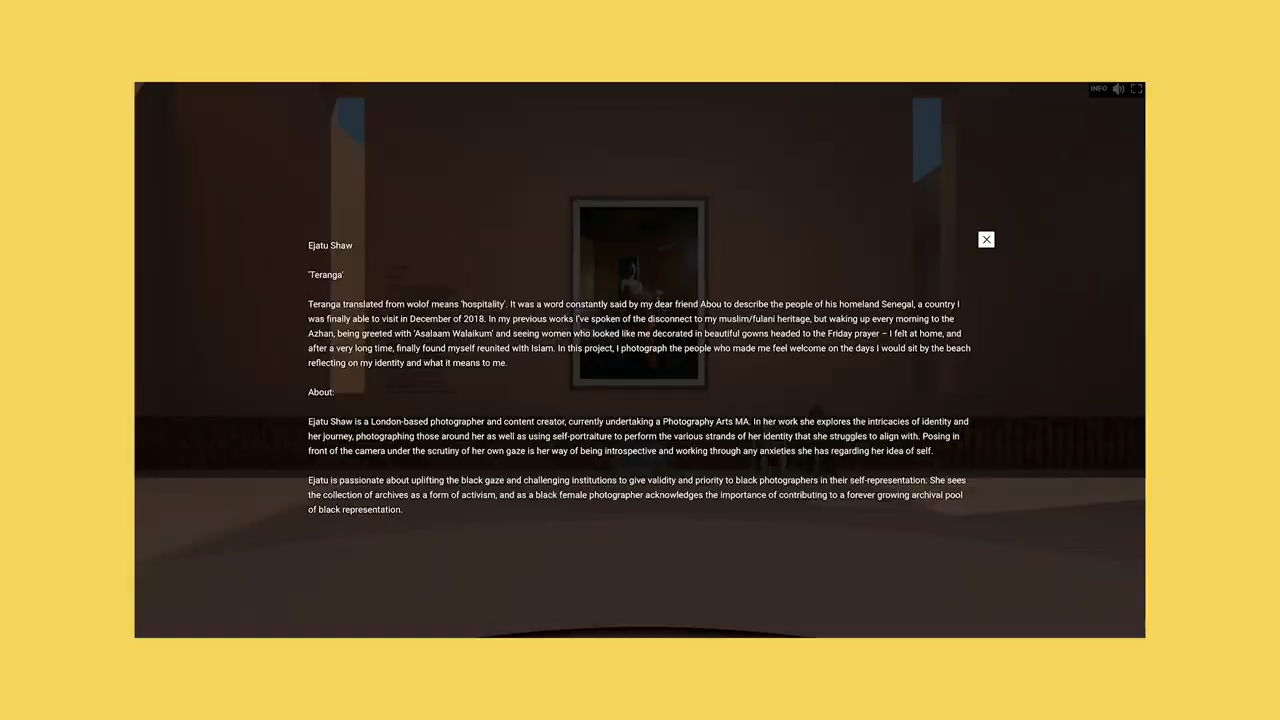 INFO
Ejatu Shaw
'Teranga'
Teranga translated from wolof means 'hospitality'. It was a word constantly said by my dear friend Abou to describe the people of his homeland Senegal, a country I
was finally able to visit in December of 2018. In my previous works I've spoken of the disconnect to my muslim/fulani heritage, but waking up every morning to the
Azhan, being greeted with 'Asalaam Walaikum' and seeing women who looked like me decorated in beautiful gowns headed to the Friday prayer – I felt at home, and
after a very long time, finally found myself reunited with Islam. In this project, I photograph the people who made me feel welcome on the days I would sit by the beach
reflecting on my identity and what it means to me.
About:
Ejatu Shaw is a London-based photographer and content creator, currently undertaking a Photography Arts MA. In her work she explores the intricacies of identity and
her journey, photographing those around her as well as using self-portraiture to perform the various strands of her identity that she struggles to align with. Posing in
front of the camera under the scrutiny of her own gaze is her way of being introspective and working through any anxieties she has regarding her idea of self.
Ejatu is passionate about uplifting the black gaze and challenging institutions to give validity and priority to black photographers in their self-representation. She sees
the collection of archives as a form of activism, and as a black female photographer acknowledges the importance of contributing to a forever growing archival pool
of black representation.